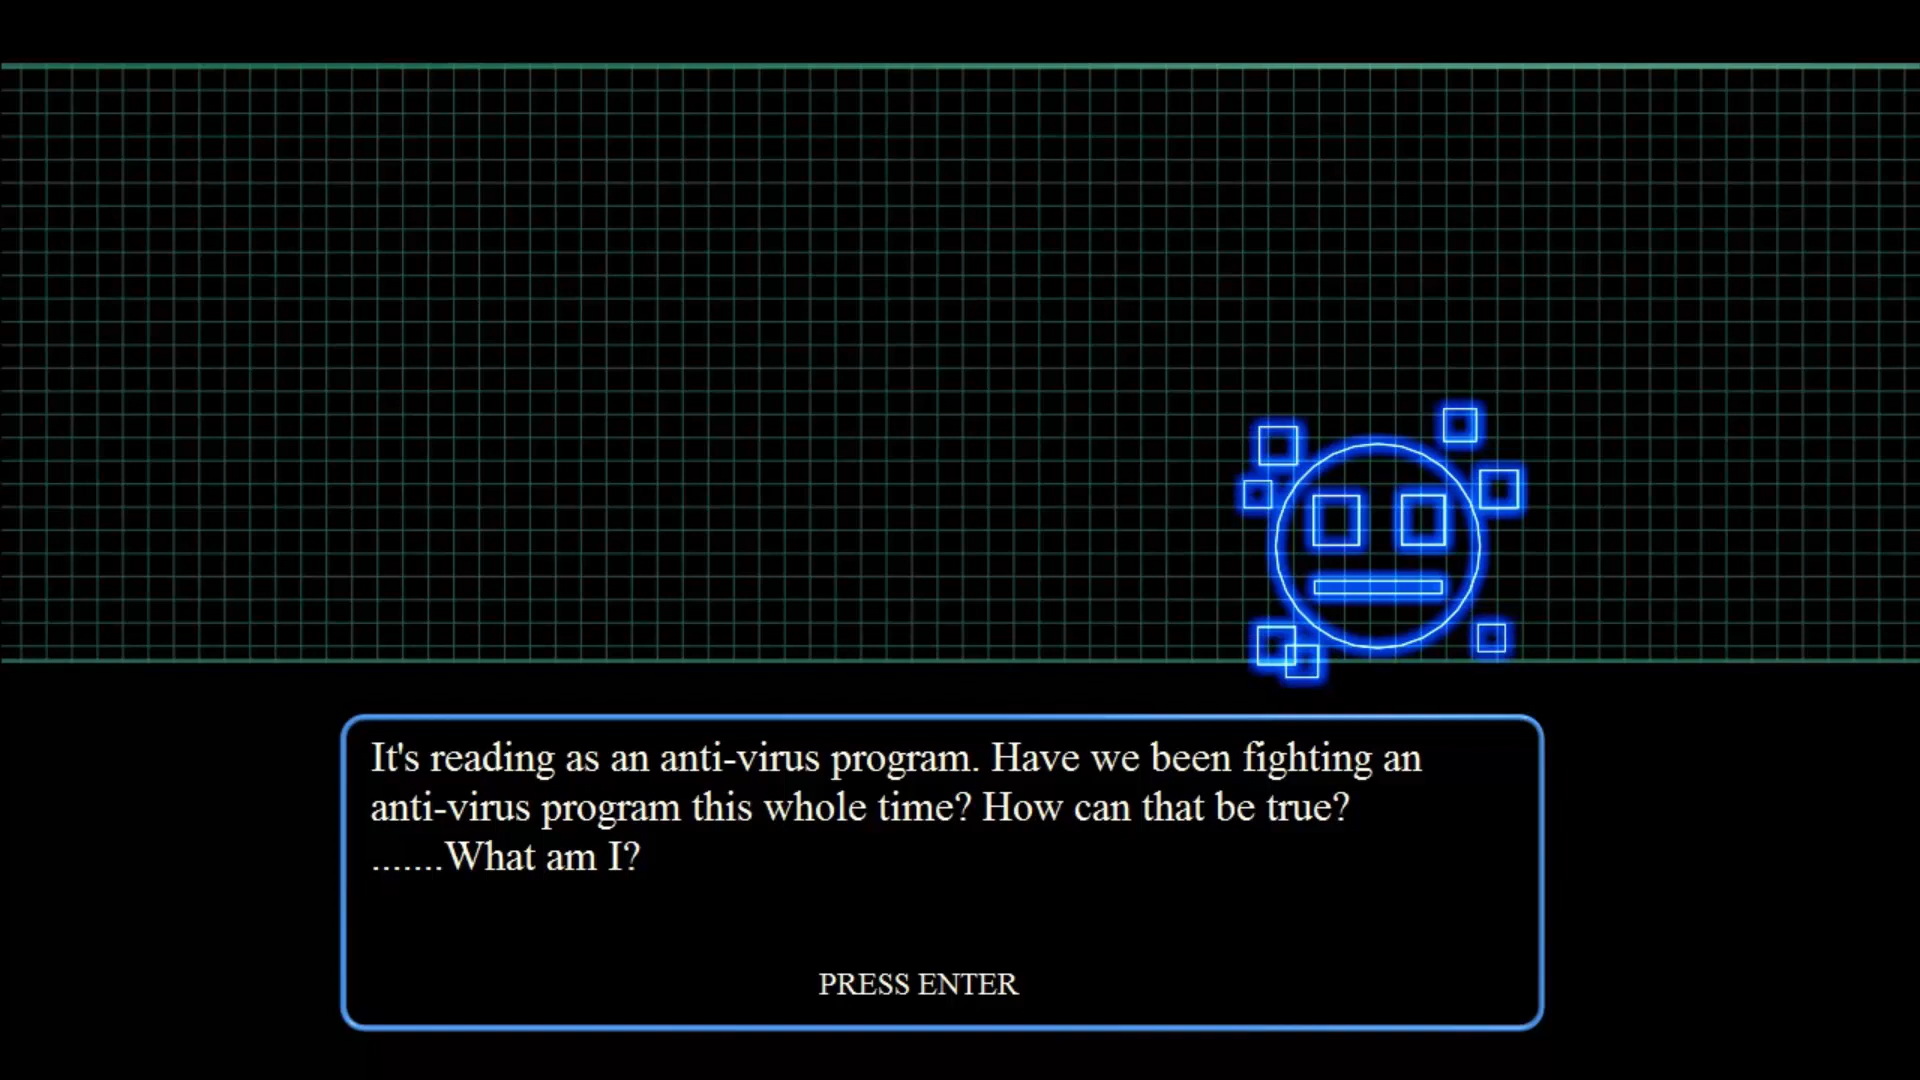 It's reading as an anti-virus program. Have we been fighting an
anti-virus program this whole time? How can that be true?
.......What am I?
PRESS ENTER